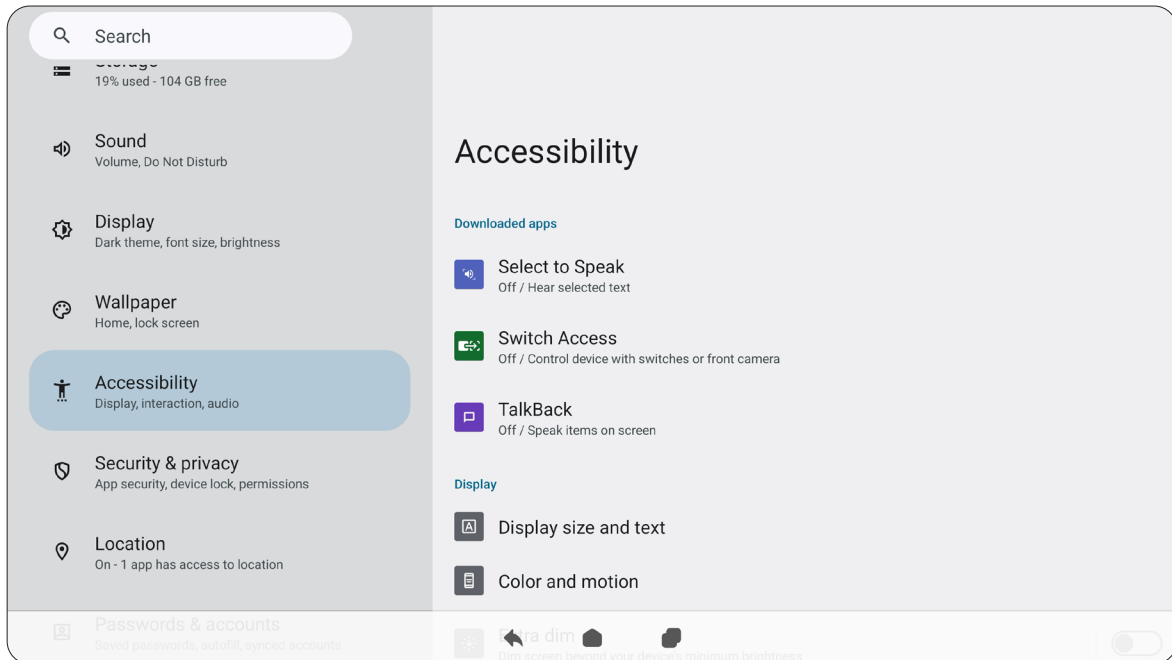 Search
Storage
19% used - 104 GB free
Sound
Volume, Do Not Disturb
Display
Dark theme, font size, brightness
Wallpaper
Home, lock screen
Accessibility
Display, interaction, audio
Security & privacy
App security, device lock, permissions
Location
On - 1 app has access to location
Passwords & accounts
Saved passwords, autofill, synced accounts
Accessibility
Downloaded apps
Select to Speak
Off / Hear selected text
Switch Access
Off / Control device with switches or front camera
TalkBack
Off / Speak items on screen
Display
Display size and text
Color and motion
Extra dim
Dim screen beyond your device's minimum brightness